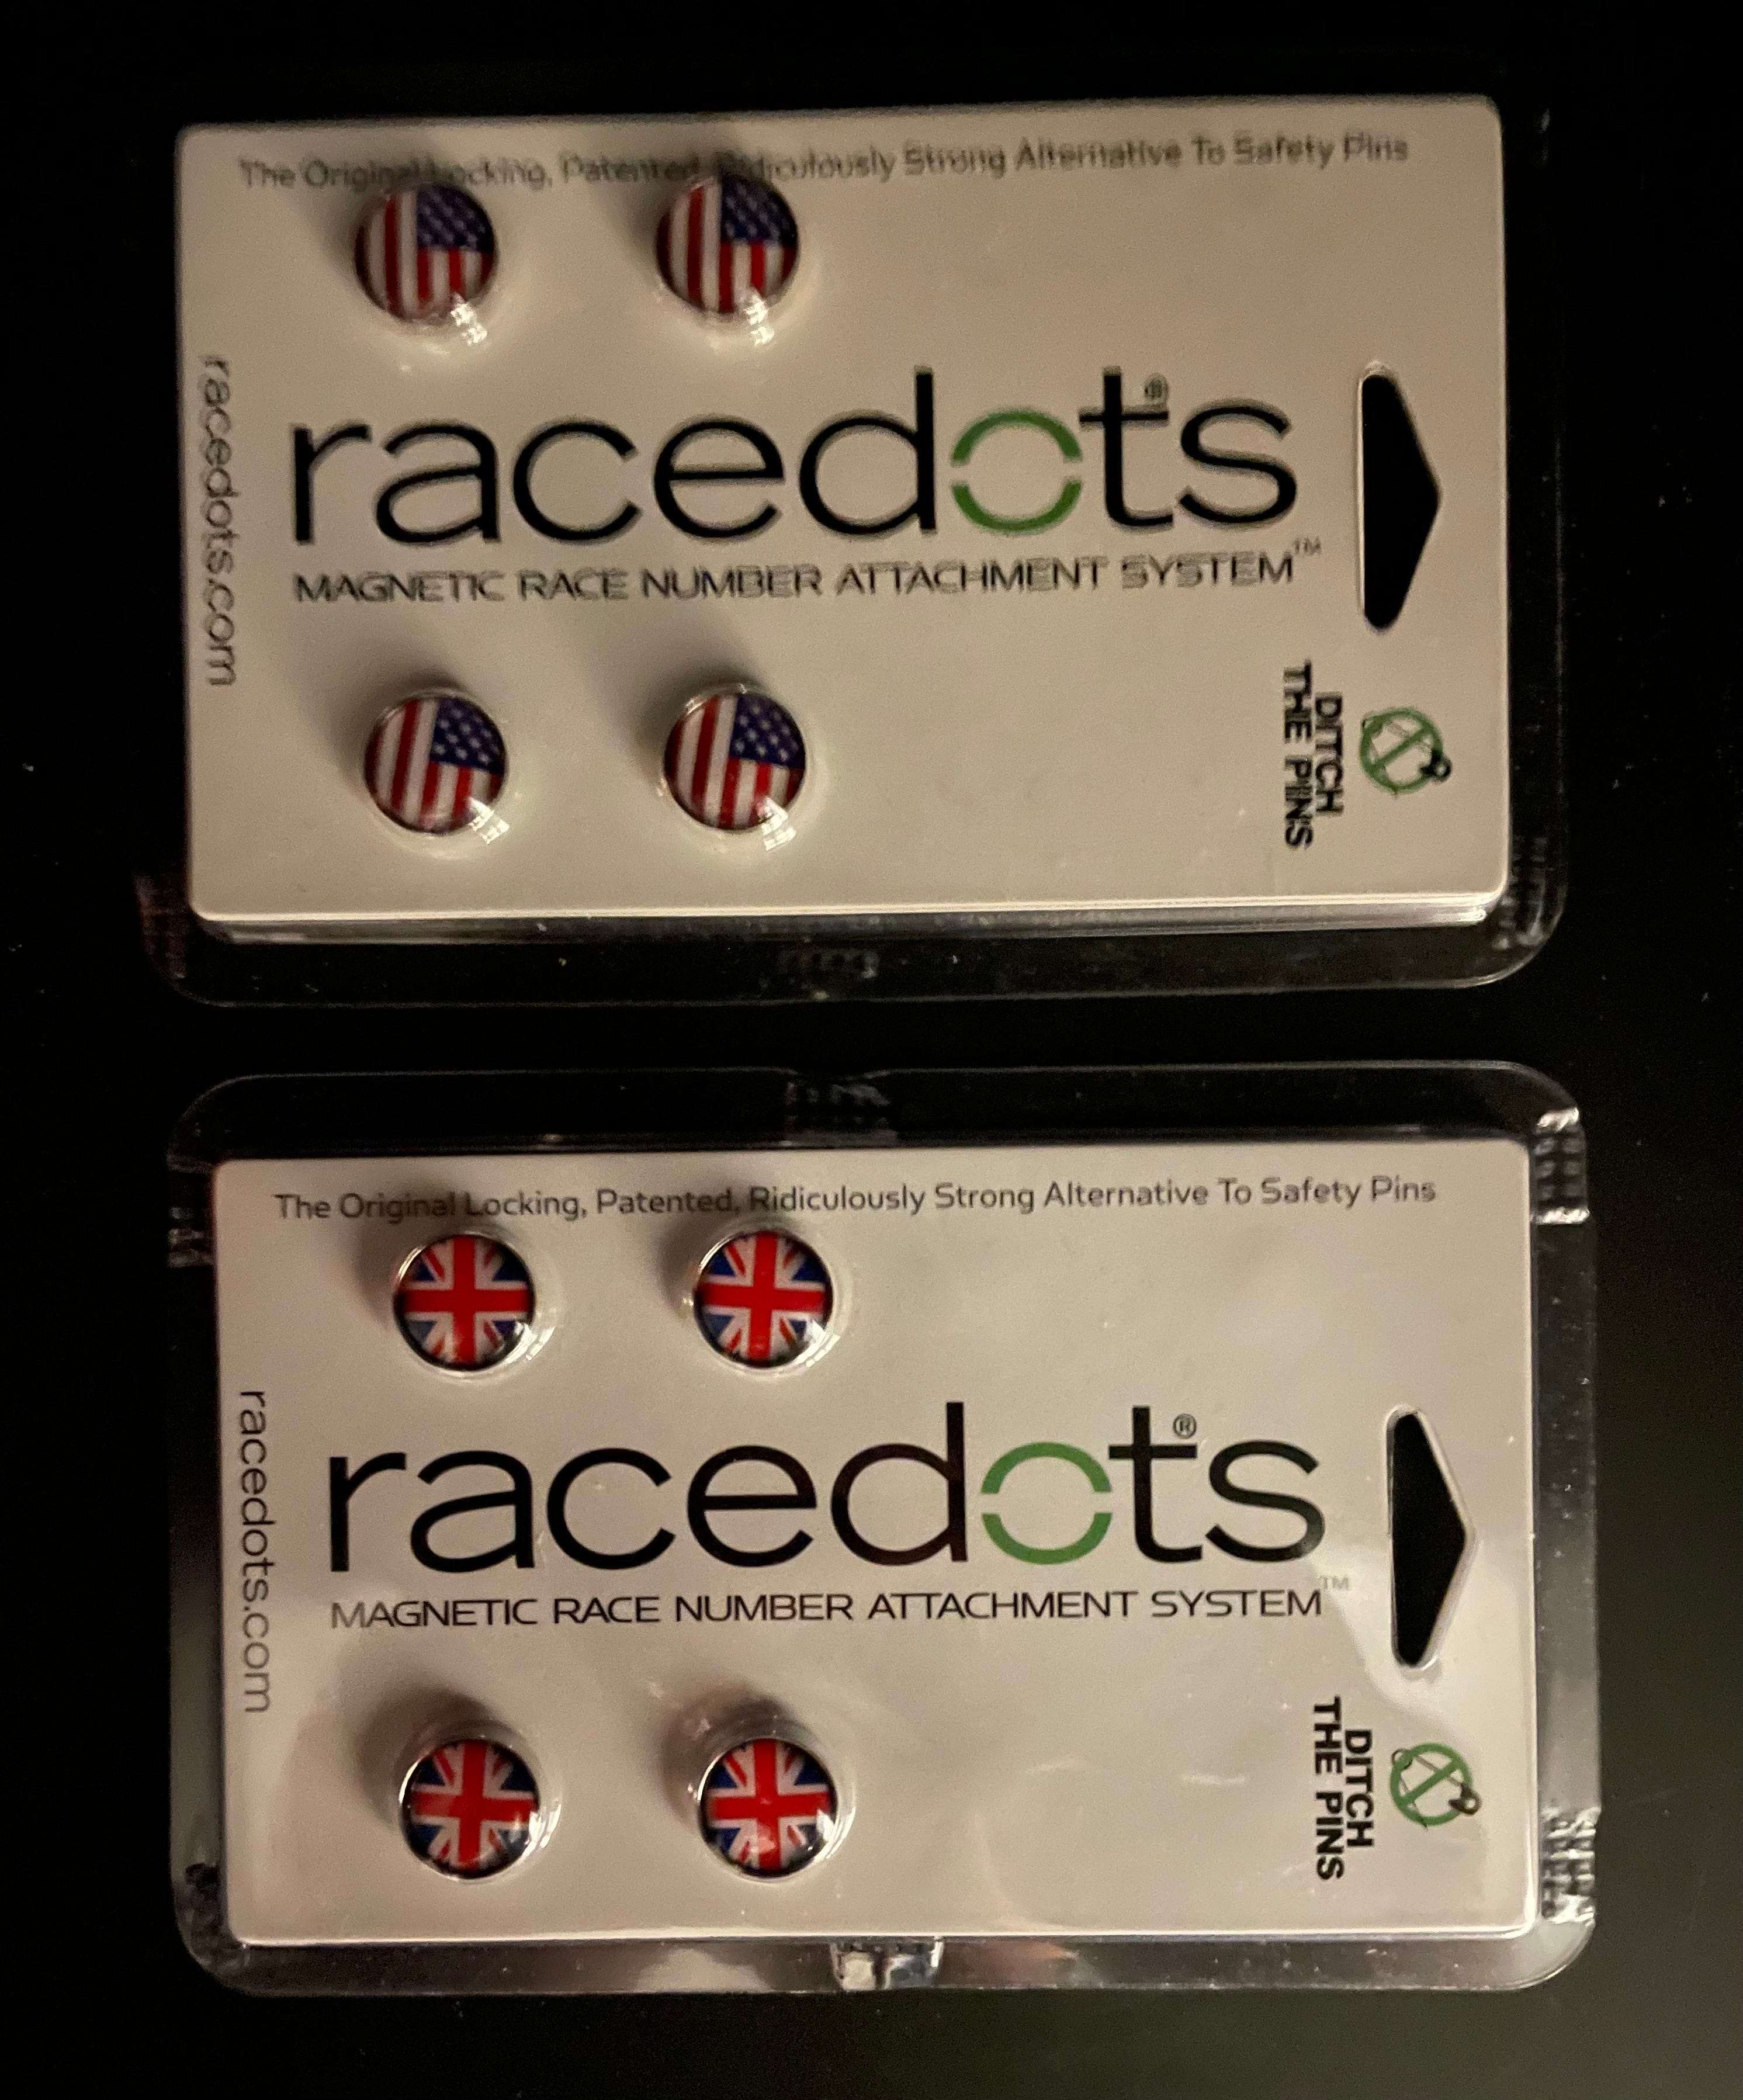 The Original Locking, Patented, Ridiculously Strong Alternative To Safety Pins
racedots®
MAGNETIC RACE NUMBER ATTACHMENT SYSTEM™
racedots.com
DITCH
THE PINS
The Original Locking, Patented, Ridiculously Strong Alternative To Safety Pins
racedots®
MAGNETIC RACE NUMBER ATTACHMENT SYSTEM™
racedots.com
DITCH
THE PINS